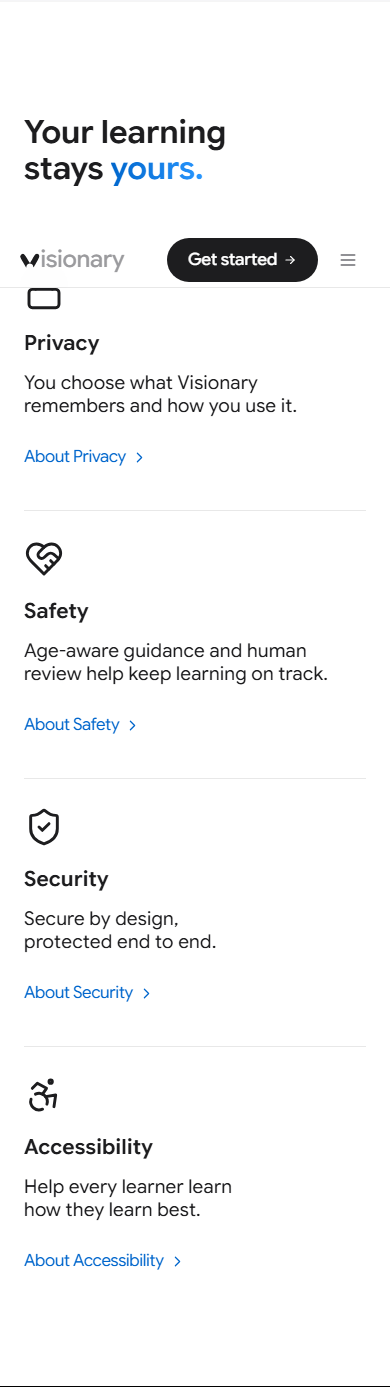 Your learning
stays yours.
visionary
Get started →
Privacy
You choose what Visionary
remembers and how you use it.
About Privacy >
Safety
Age-aware guidance and human
review help keep learning on track.
About Safety >
Security
Secure by design,
protected end to end.
About Security >
Accessibility
Help every learner learn
how they learn best.
About Accessibility >